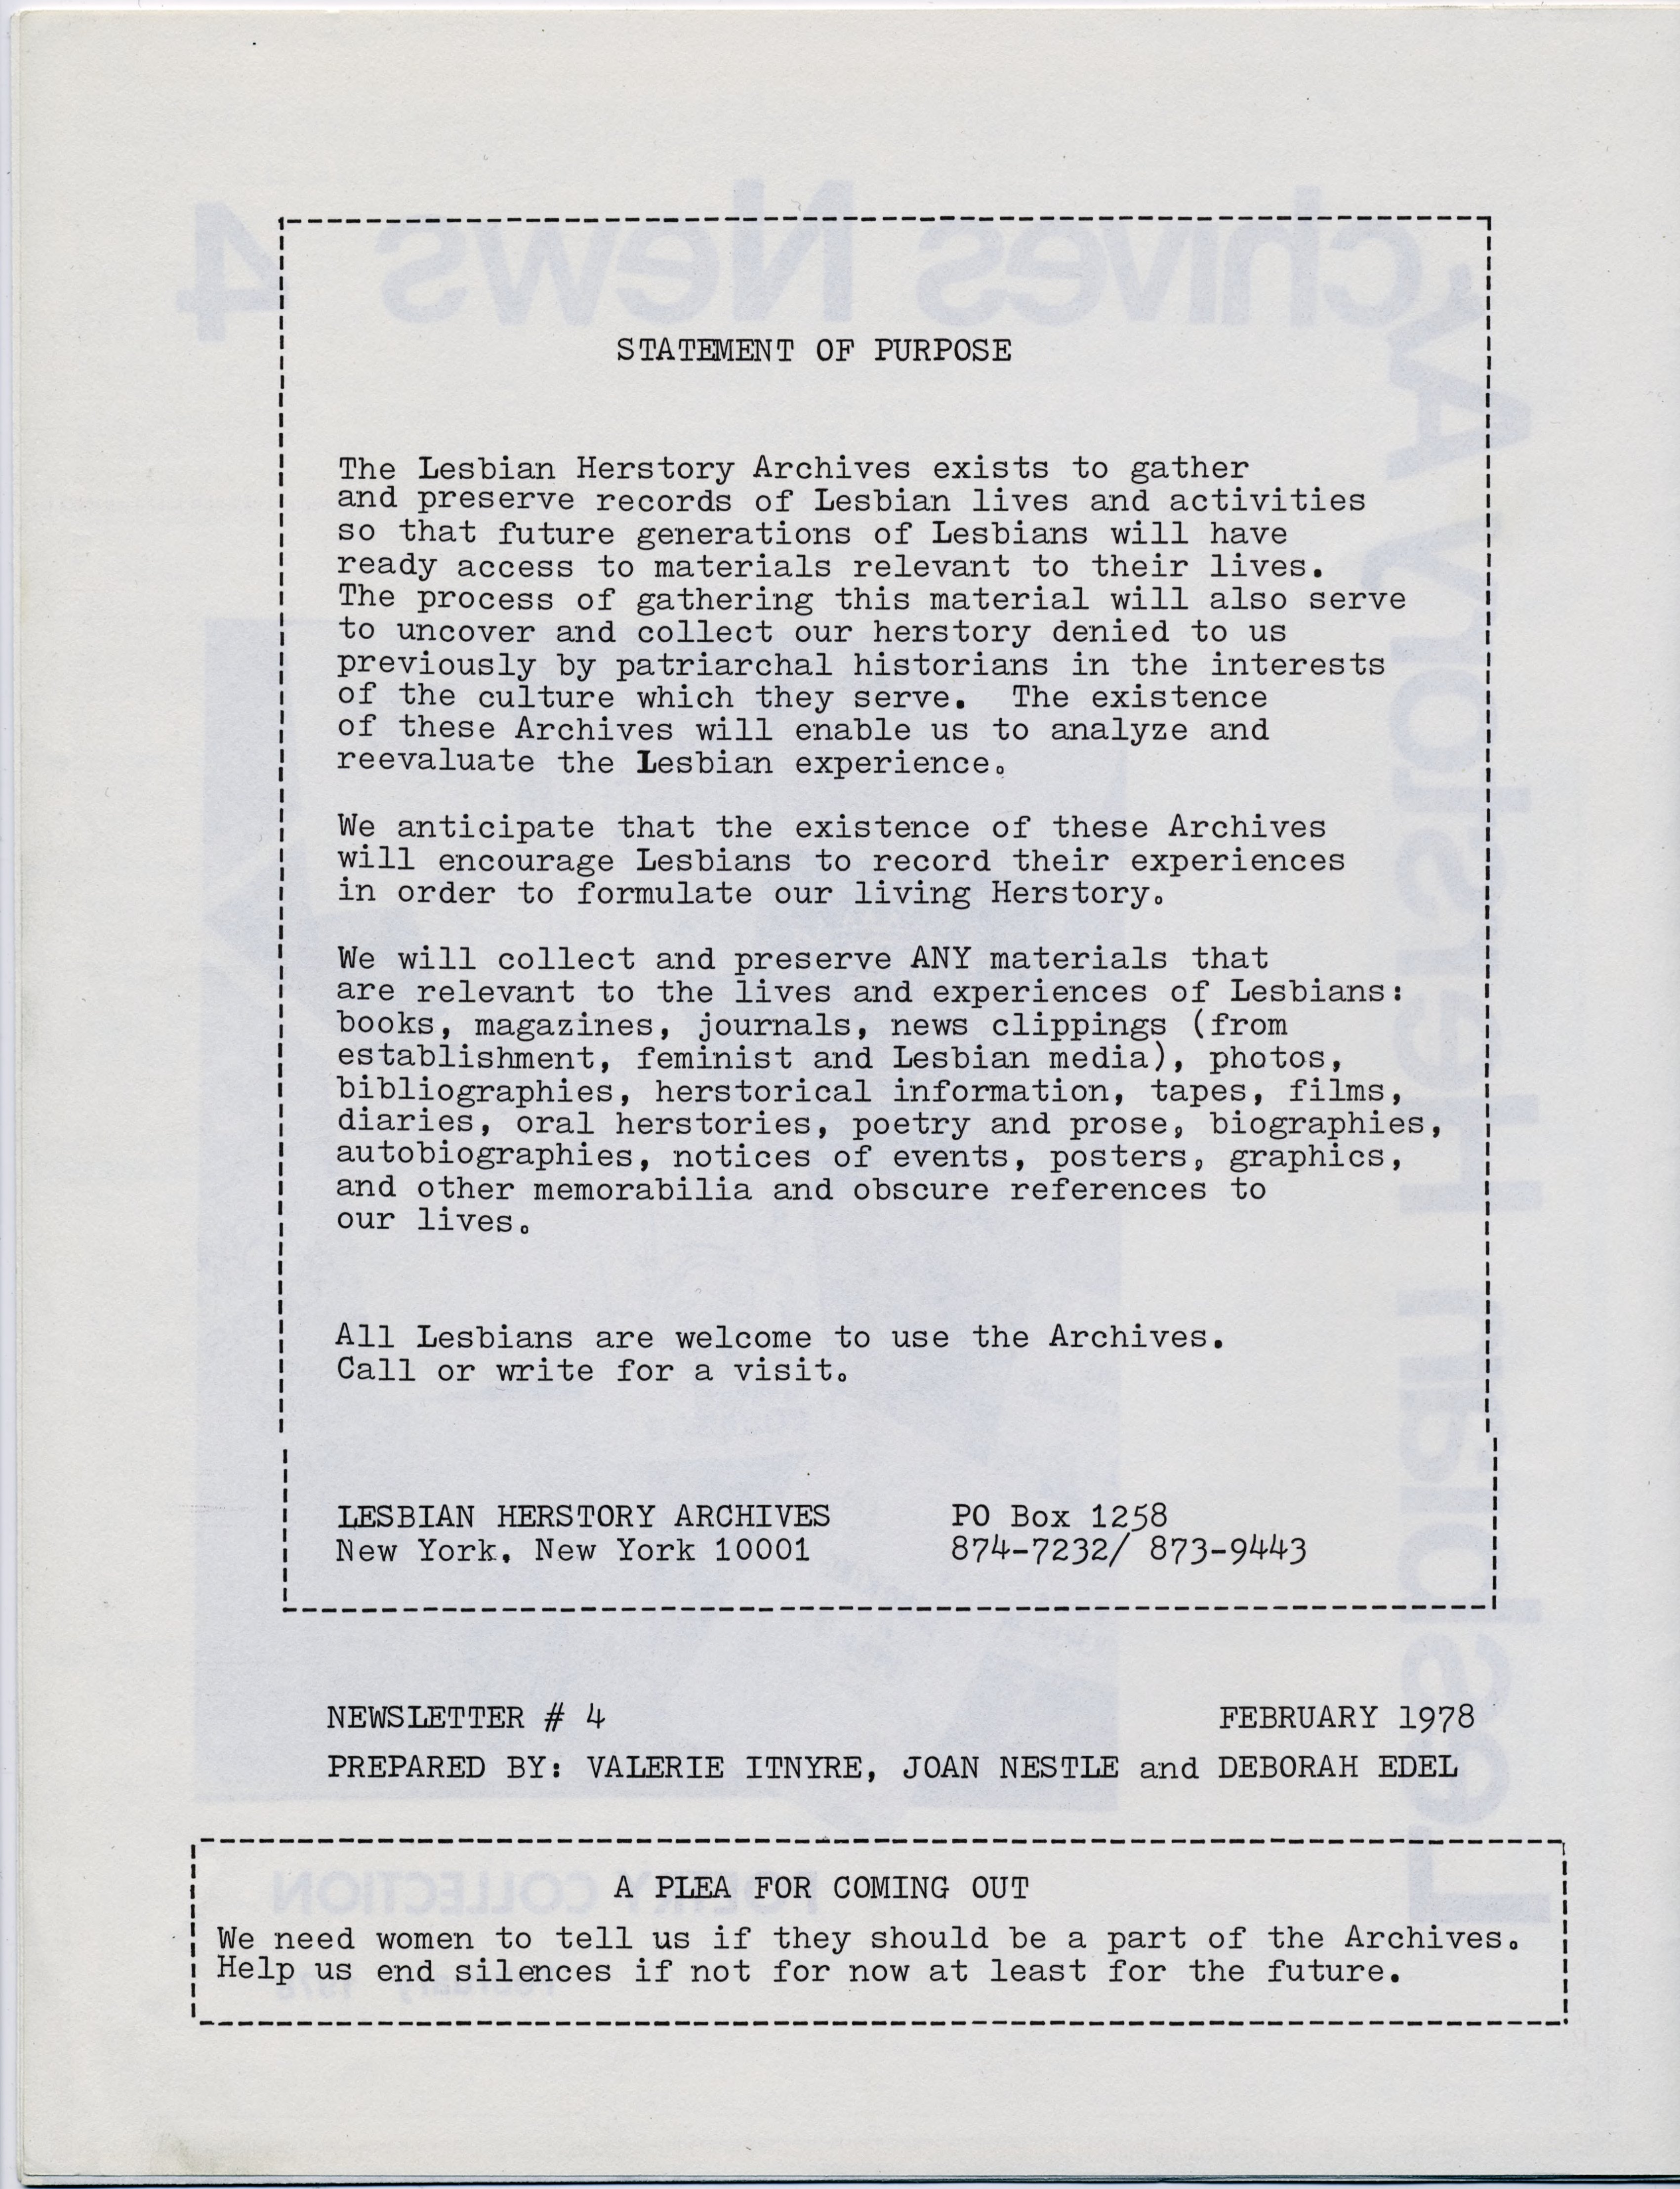 STATEMENT OF PURPOSE
The Lesbian Herstory Archives exists to gather
and preserve records of Lesbian lives and activities
so that future generations of Lesbians will have
ready access to materials relevant to their lives.
The process of gathering this material will also serve
to uncover and collect our herstory denied to us
previously by patriarchal historians in the interests
of the culture which they serve.  The existence
of these Archives will enable us to analyze and
reevaluate the Lesbian experience.
We anticipate that the existence of these Archives
will encourage Lesbians to record their experiences
in order to formulate our living Herstory.
We will collect and preserve ANY materials that
are relevant to the lives and experiences of Lesbians:
books, magazines, journals, news clippings (from
establishment, feminist and Lesbian media), photos,
bibliographies, herstorical information, tapes, films,
diaries, oral herstories, poetry and prose, biographies,
autobiographies, notices of events, posters, graphics,
and other memorabilia and obscure references to
our lives.
All Lesbians are welcome to use the Archives.
Call or write for a visit.
LESBIAN HERSTORY ARCHIVES PO Box 1258
New York, New York 10001 874-7232/ 873-9443
NEWSLETTER # 4 FEBRUARY 1978
PREPARED BY: VALERIE ITNYRE, JOAN NESTLE and DEBORAH EDEL
A PLEA FOR COMING OUT
We need women to tell us if they should be a part of the Archives.
Help us end silences if not for now at least for the future.